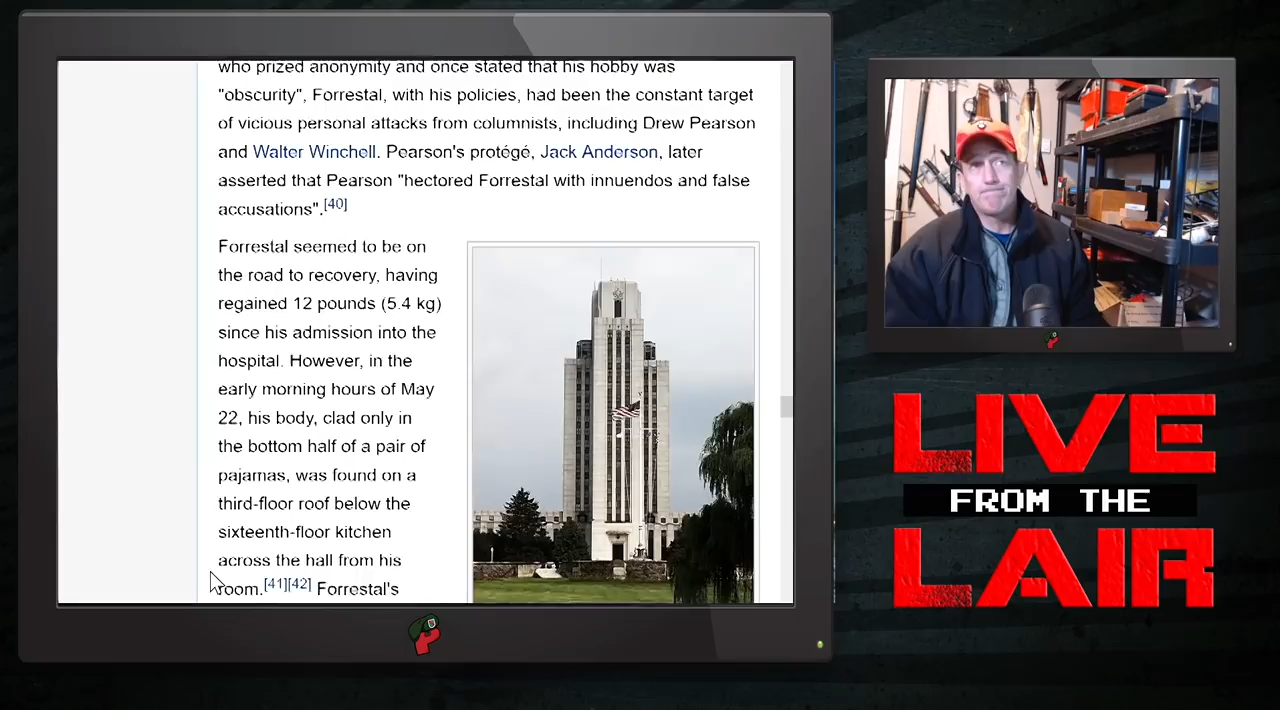 who prized anonymity and once stated that his hobby was
"obscurity", Forrestal, with his policies, had been the constant target
of vicious personal attacks from columnists, including Drew Pearson
and Walter Winchell. Pearson's protégé, Jack Anderson, later
asserted that Pearson "hectored Forrestal with innuendos and false
accusations".[40]
Forrestal seemed to be on
the road to recovery, having
regained 12 pounds (5.4 kg)
since his admission into the
hospital. However, in the
early morning hours of May
22, his body, clad only in
the bottom half of a pair of
pajamas, was found on a
third-floor roof below the
sixteenth-floor kitchen
across the hall from his
room.[41][42] Forrestal's
LIVE
FROM THE
LAIR